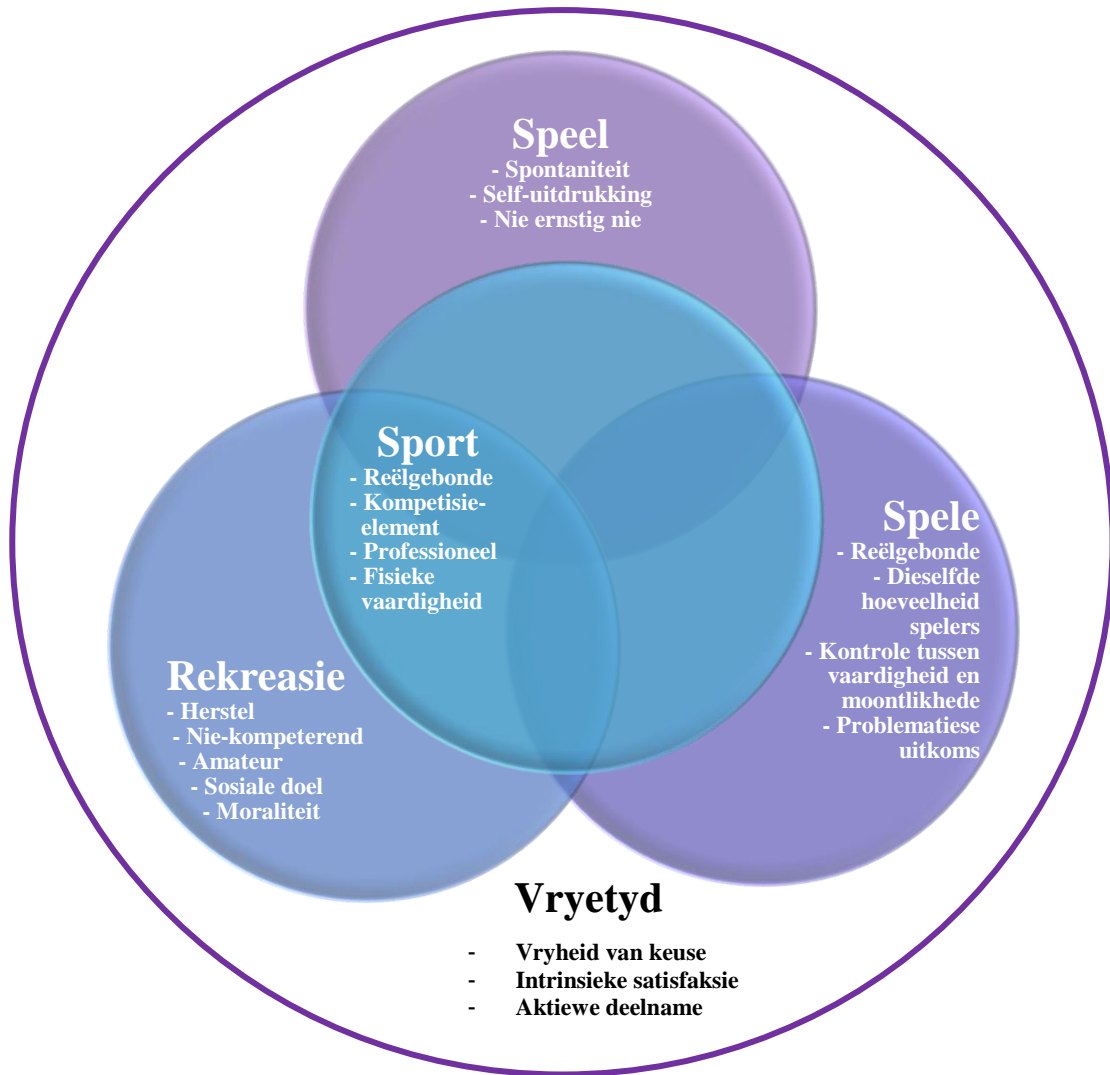 Speel
- Spontaniteit
- Self-uitdrukking
- Nie ernstig nie
Sport
- Reëlgebonde
- Kompetisie-
element
- Professioneel
- Fisieke
vaardigheid
Spele
- Reëlgebonde
- Dieselfde
hoeveelheid
spelers
- Kontrole tussen
vaardigheid en
moontlikhede
- Problematiese
uitkoms
Rekreasie
- Herstel
- Nie-kompeterend
- Amateur
- Sosiale doel
- Moraliteit
Vryetyd
- Vryheid van keuse
- Intrinsieke satisfaksie
- Aktiewe deelname